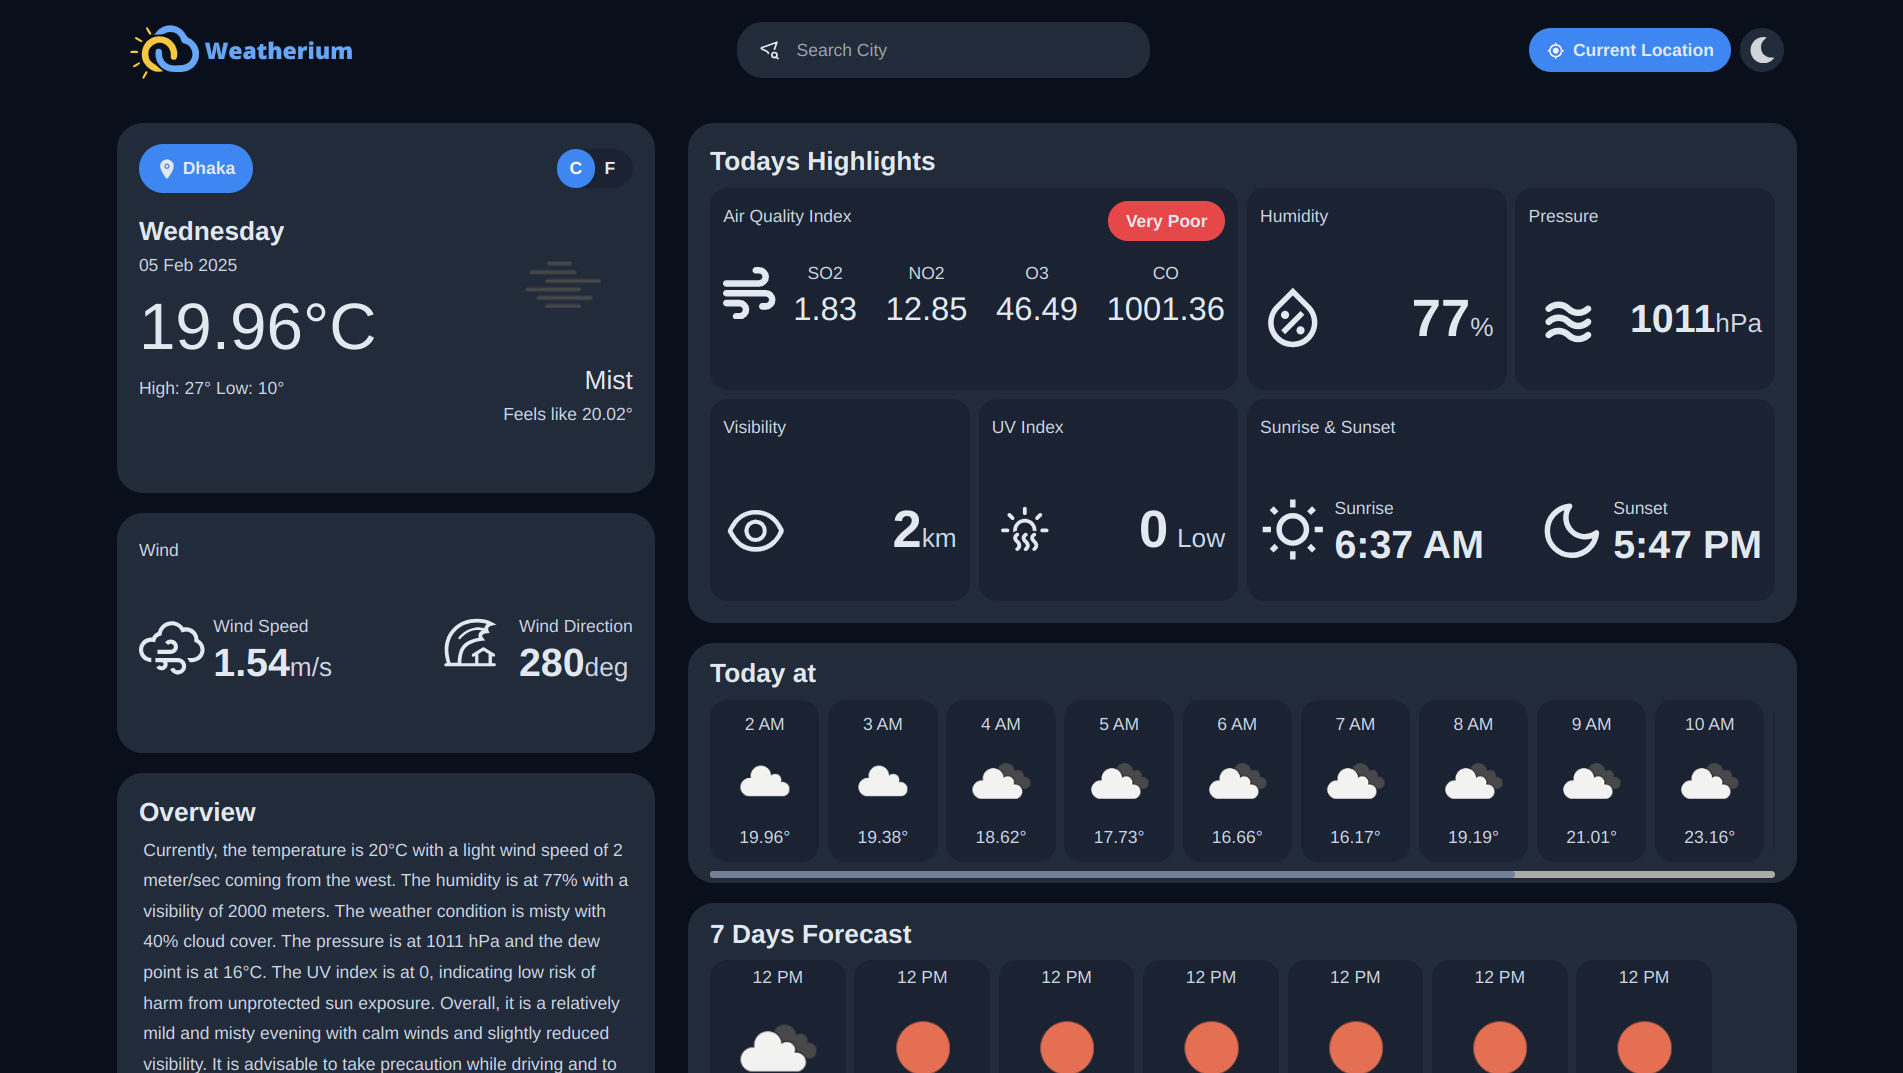 Weatherium
Search City
Current Location
Dhaka
C F
Wednesday
05 Feb 2025
19.96°C
High: 27° Low: 10°
Mist
Feels like 20.02°
Wind
Wind Speed
1.54m/s
Wind Direction
280deg
Overview
Currently, the temperature is 20°C with a light wind speed of 2
meter/sec coming from the west. The humidity is at 77% with a
visibility of 2000 meters. The weather condition is misty with
40% cloud cover. The pressure is at 1011 hPa and the dew
point is at 16°C. The UV index is at 0, indicating low risk of
harm from unprotected sun exposure. Overall, it is a relatively
mild and misty evening with calm winds and slightly reduced
visibility. It is advisable to take precaution while driving and to
Todays Highlights
Air Quality Index
Very Poor
SO2 NO2 O3 CO
1.83 12.85 46.49 1001.36
Humidity
77%
Pressure
1011hPa
Visibility
2km
UV Index
0 Low
Sunrise & Sunset
Sunrise
6:37 AM
Sunset
5:47 PM
Today at
2 AM 3 AM 4 AM 5 AM 6 AM 7 AM 8 AM 9 AM 10 AM
19.96° 19.38° 18.62° 17.73° 16.66° 16.17° 19.19° 21.01° 23.16°
7 Days Forecast
12 PM 12 PM 12 PM 12 PM 12 PM 12 PM 12 PM